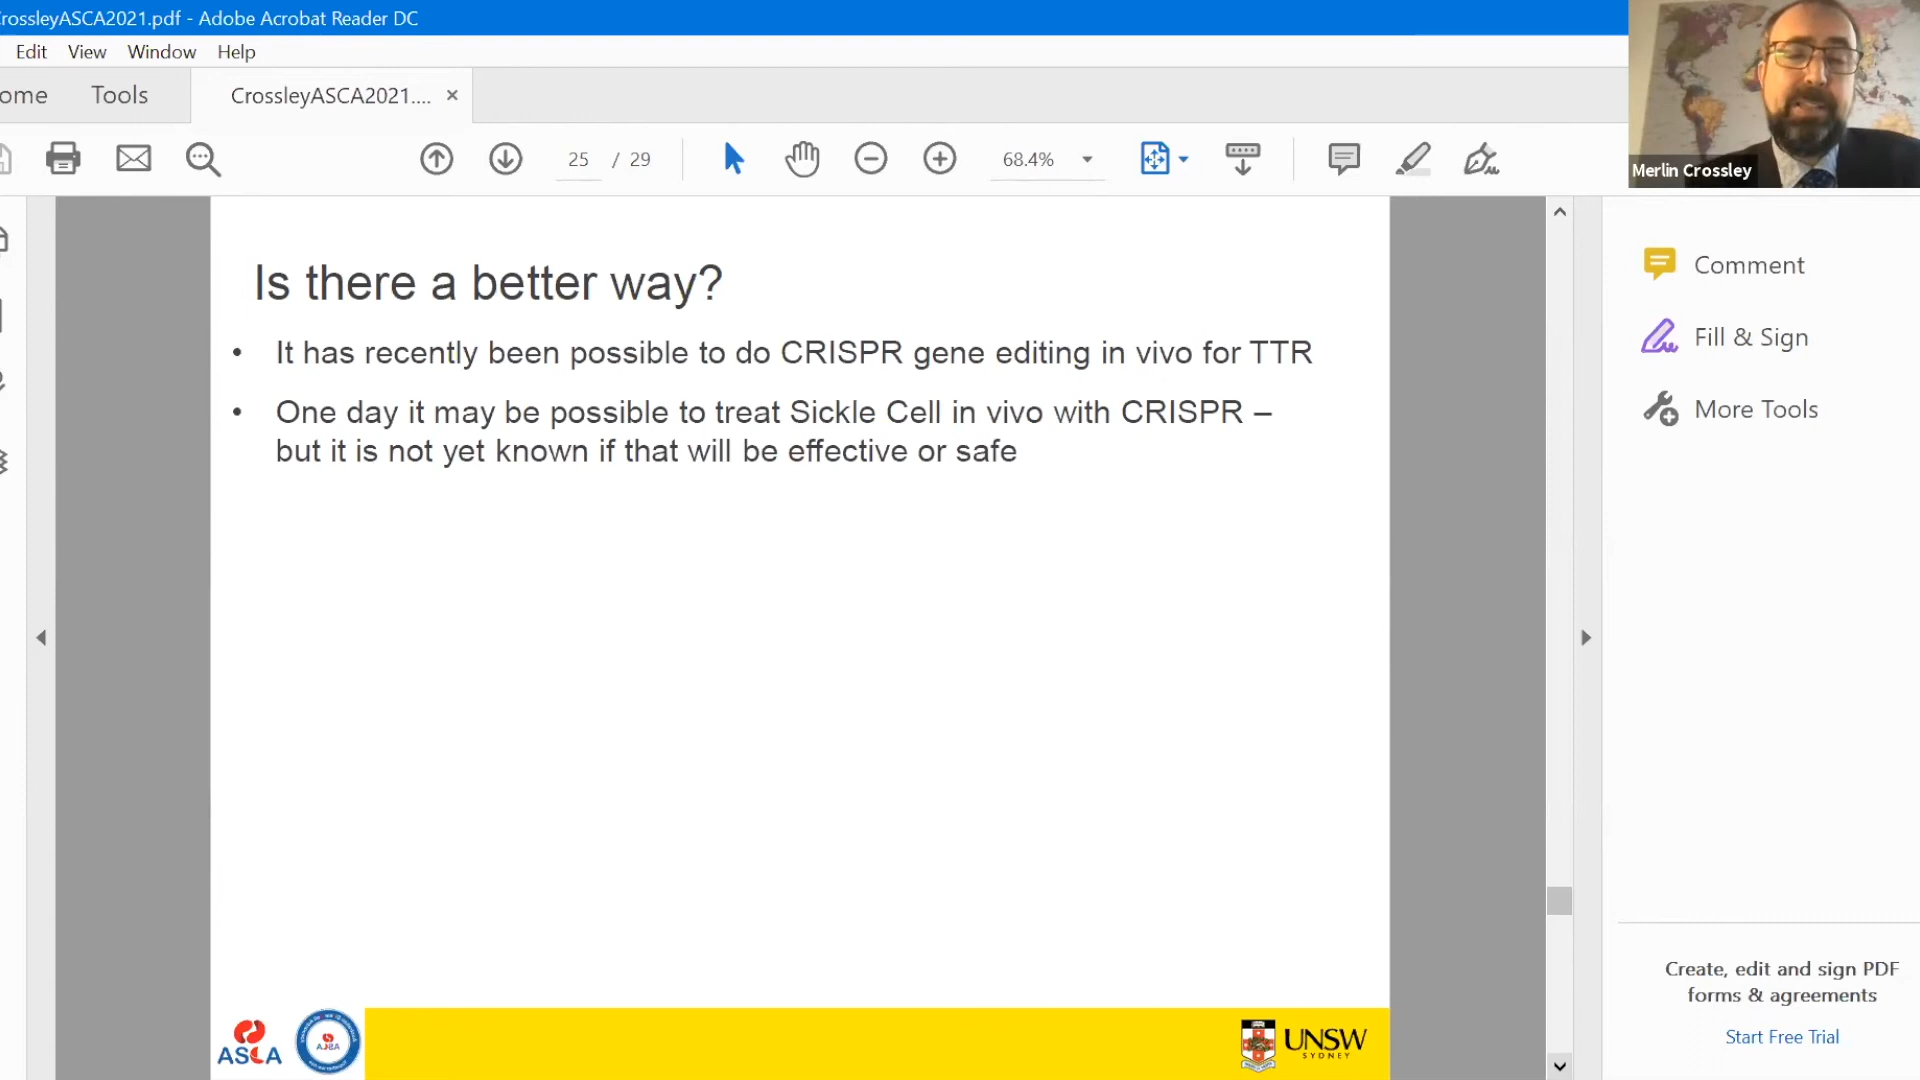 CrossleyASCA2021.pdf - Adobe Acrobat Reader DC
Edit View Window Help
ome Tools CrossleyASCA2021.... ×
25 / 29 68.4%
Merlin Crossley
Is there a better way?
• It has recently been possible to do CRISPR gene editing in vivo for TTR
• One day it may be possible to treat Sickle Cell in vivo with CRISPR –
but it is not yet known if that will be effective or safe
Comment
Fill & Sign
More Tools
Create, edit and sign PDF
forms & agreements
Start Free Trial
ASCA
UNSW
SYDNEY